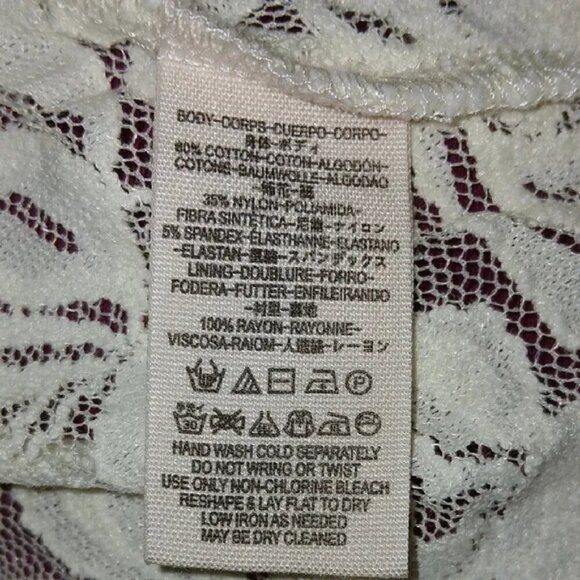 BODY-CORPS-CUERPO-CORPO-
身体-ボディ
60% COTTON-COTON-ALGODÓN-
COTONE-BAUMWOLLE-ALGODAO
-棉花-綿
35% NYLON-POLIAMIDA-
FIBRA SINTETICA-尼龍-ナイロン
5% SPANDEX-ÉLASTHANNE-ELASTANO
-ELASTAN-彈性-スパンデックス
LINING-DOUBLURE-FORRO-
FODERA-FUTTER-ENFILEIRANDO
-衬里-裏地
100% RAYON-RAYONNE-
VISCOSA-RAIOM-人造絲-レーヨン
HAND WASH COLD SEPARATELY
DO NOT WRING OR TWIST
USE ONLY NON-CHLORINE BLEACH
RESHAPE & LAY FLAT TO DRY
LOW IRON AS NEEDED
MAY BE DRY CLEANED